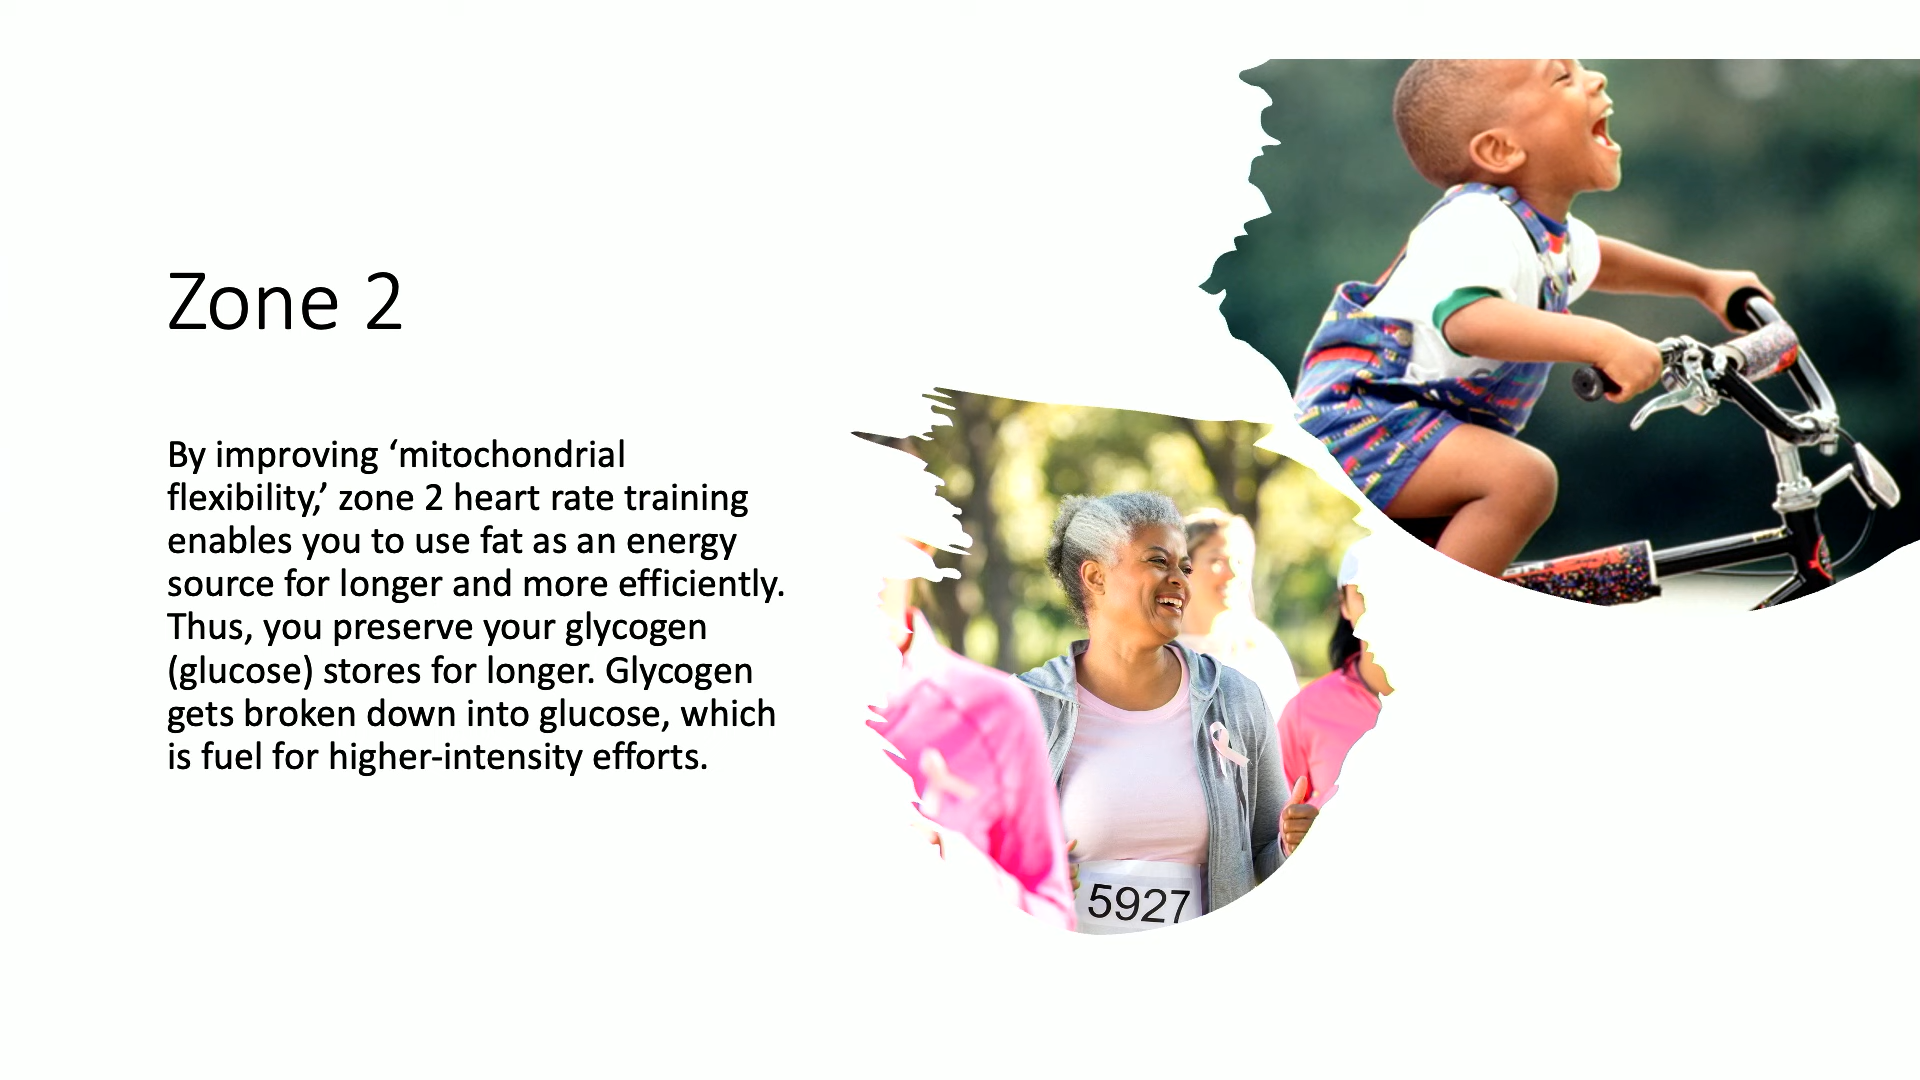 Zone 2
By improving ‘mitochondrial
flexibility,’ zone 2 heart rate training
enables you to use fat as an energy
source for longer and more efficiently.
Thus, you preserve your glycogen
(glucose) stores for longer. Glycogen
gets broken down into glucose, which
is fuel for higher-intensity efforts.
5927